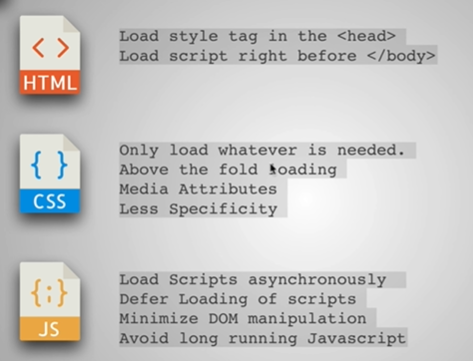 Load style tag in the <head>
Load script right before </body>
< >
HTML
Only load whatever is needed.
Above the fold loading
Media Attributes
Less Specificity
{ }
CSS
Load Scripts asynchronously
Defer Loading of scripts
Minimize DOM manipulation
Avoid long running Javascript
{;}
JS